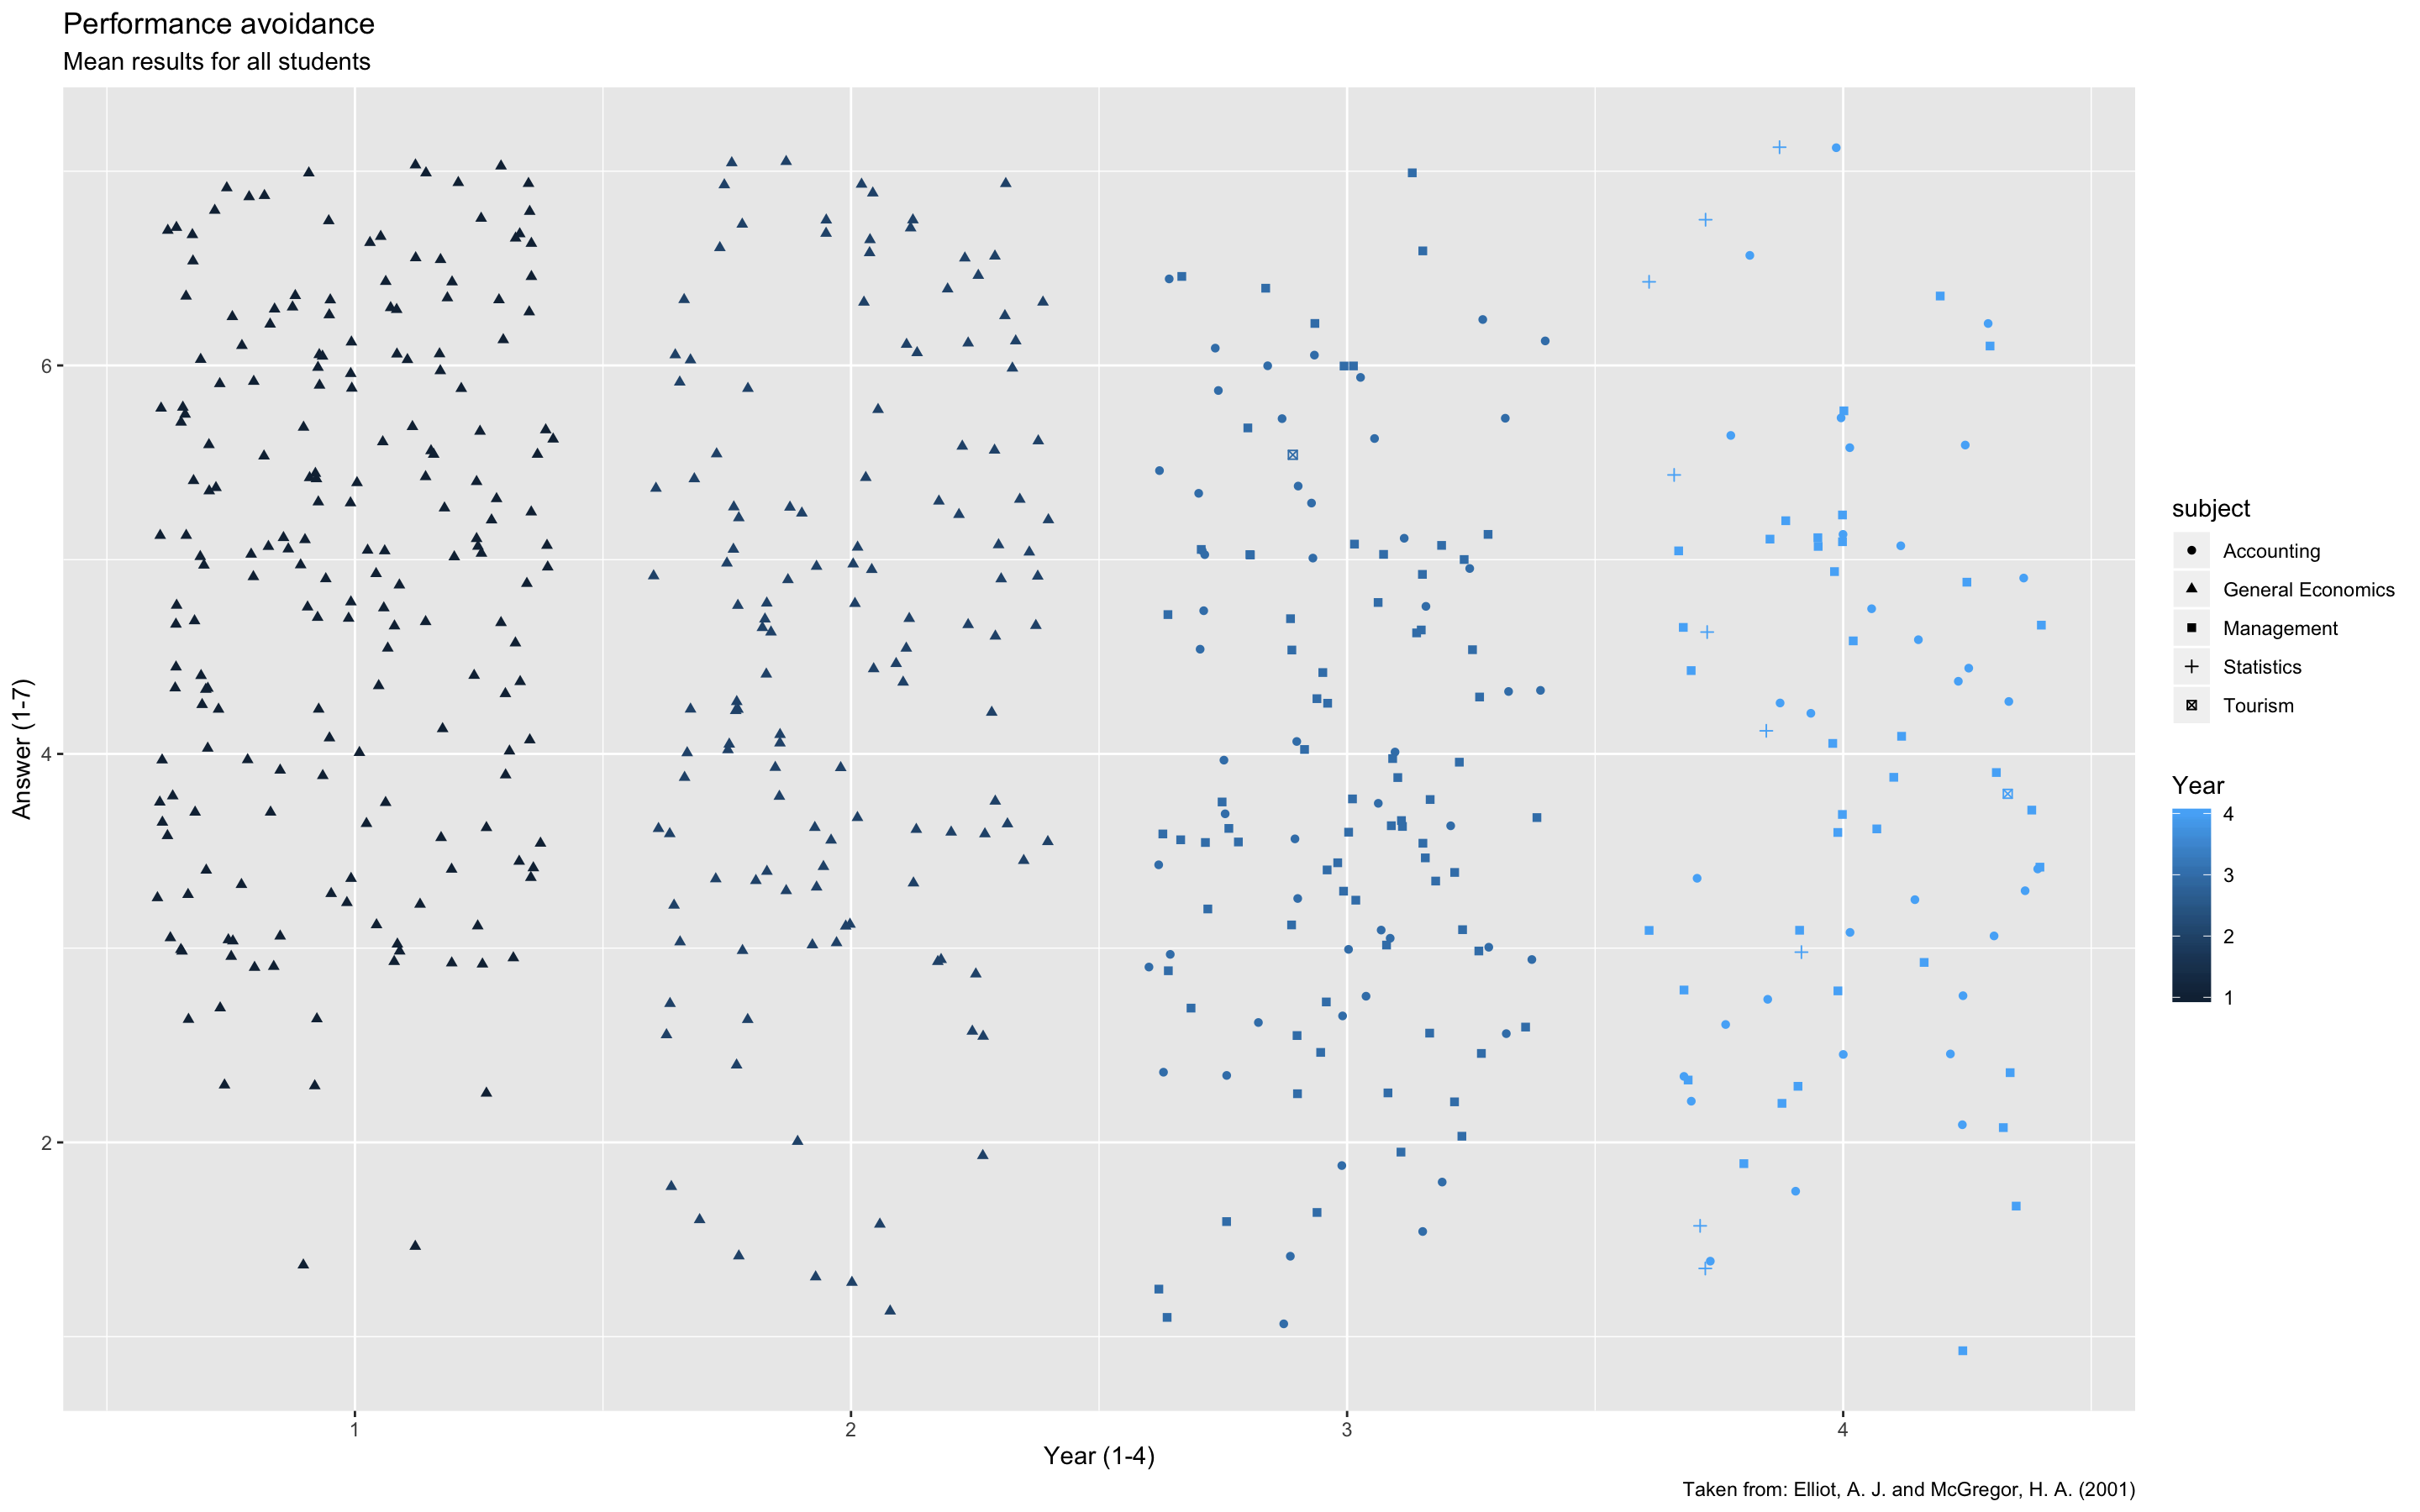 Performance avoidance
Mean results for all students
Answer (1-7)
6
4
2
1
2
3
4
Year (1-4)
subject
Accounting
General Economics
Management
Statistics
Tourism
Year
4
3
2
1
Taken from: Elliot, A. J. and McGregor, H. A. (2001)